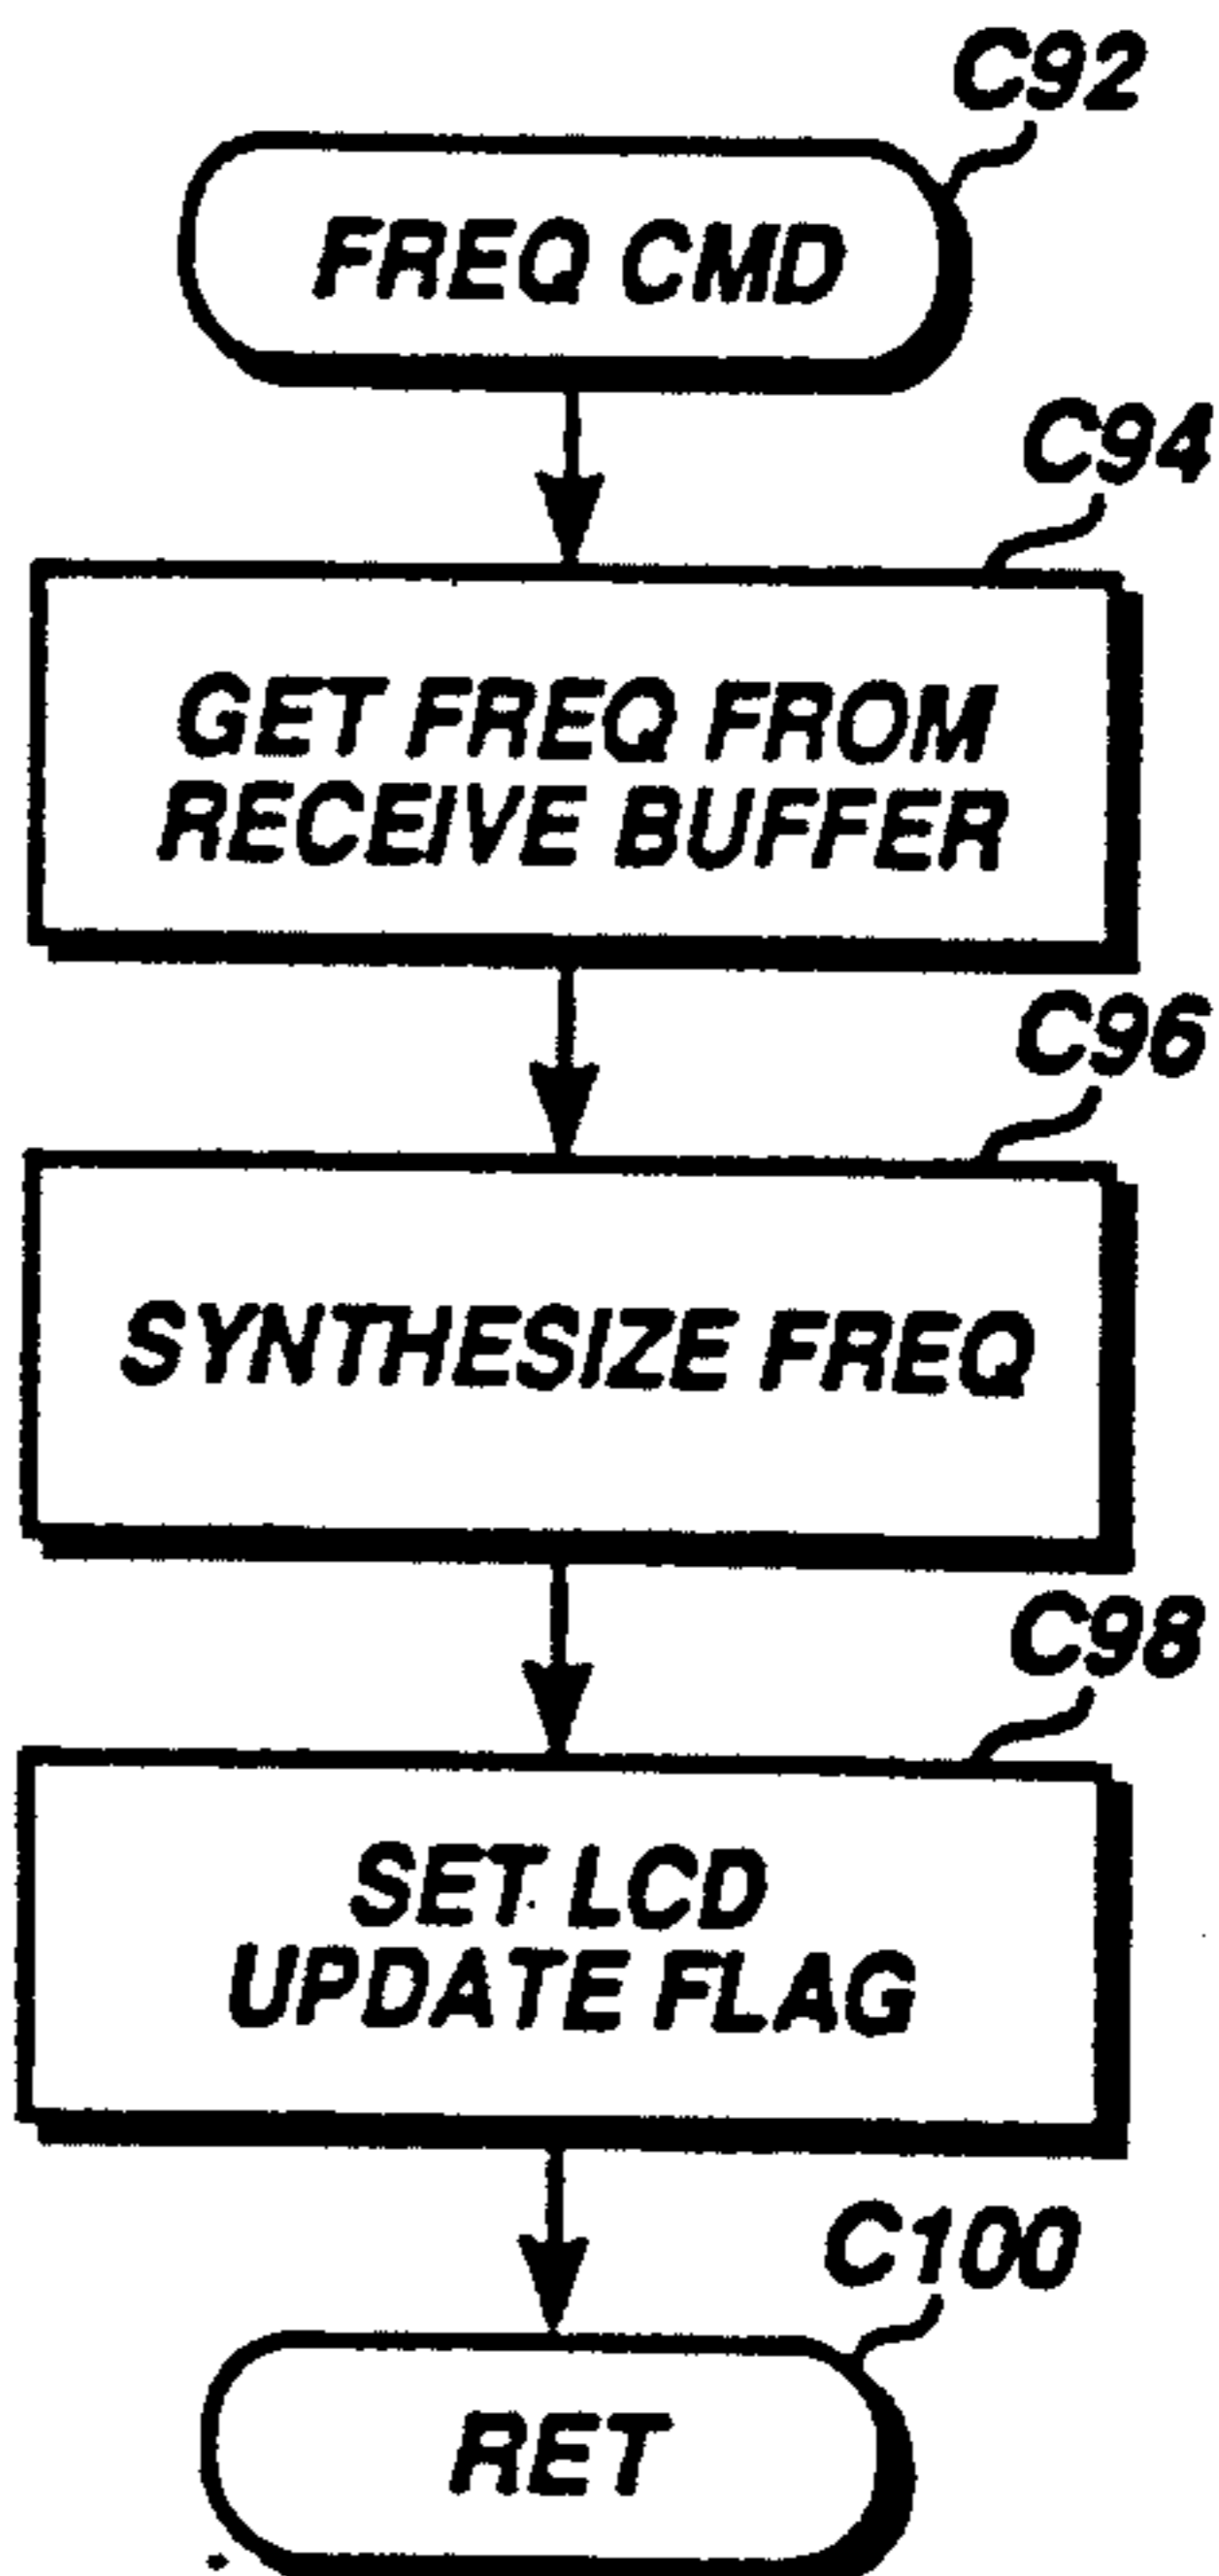 C92
FREQ CMD
C94
GET FREQ FROM
RECEIVE BUFFER
C96
SYNTHESIZE FREQ
C98
SET LCD
UPDATE FLAG
C100
RET